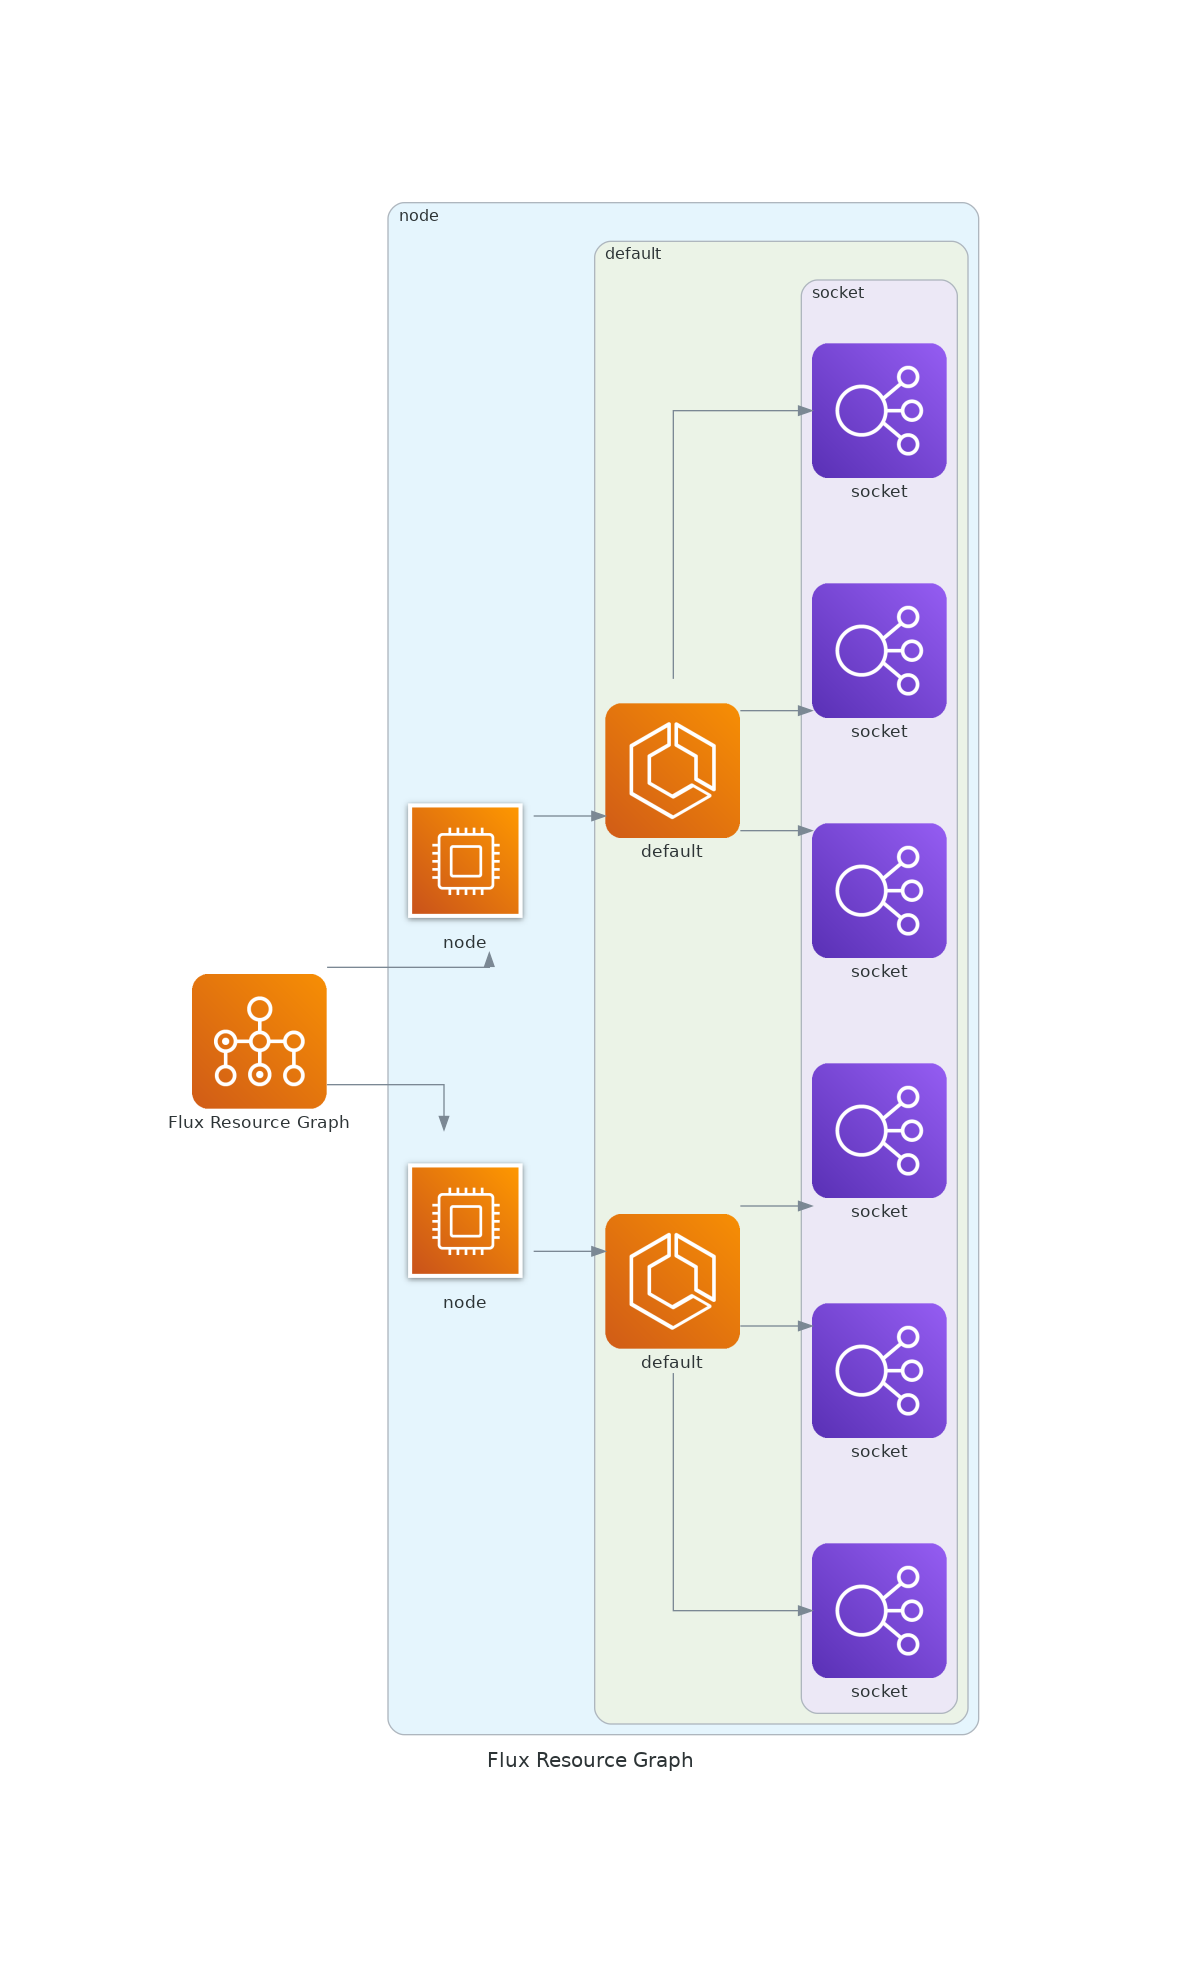 node
default
socket
socket
socket
default
node
socket
Flux Resource Graph
socket
node
default
socket
socket
Flux Resource Graph